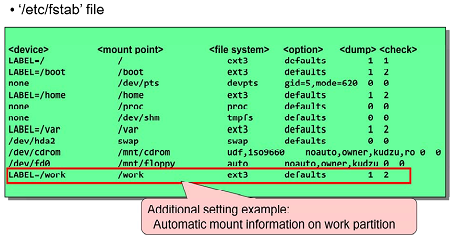 • ‘/etc/fstab’ file
<device> <mount point> <file system> <option> <dump> <check>
LABEL=/ / ext3 defaults 1 1
LABEL=/boot /boot ext3 defaults 1 2
none /dev/pts devpts gid=5,mode=620 0 0
LABEL=/home /home ext3 defaults 1 2
none /proc proc defaults 0 0
none /dev/shm tmpfs defaults 0 0
LABEL=/var /var ext3 defaults 1 2
/dev/hda2 swap swap defaults 0 0
/dev/cdrom /mnt/cdrom udf,iso9660 noauto,owner,kudzu,ro 0 0
/dev/fd0 /mnt/floppy auto noauto,owner,kudzu 0 0
LABEL=/work /work ext3 defaults 1 2
Additional setting example:
Automatic mount information on work partition